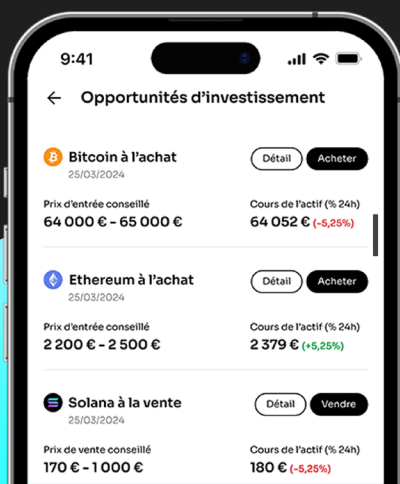 9:41
Opportunités d'investissement
Bitcoin à l'achat
25/03/2024
Détail
Acheter
Prix d'entrée conseillé
64 000 € - 65 000 €
Cours de l'actif (% 24h)
64 052 € (-5,25%)
Ethereum à l'achat
25/03/2024
Détail
Acheter
Prix d'entrée conseillé
2 200 € - 2 500 €
Cours de l'actif (% 24h)
2 379 € (+5,25%)
Solana à la vente
25/03/2024
Détail
Vendre
Prix de vente conseillé
170 € - 1 000 €
Cours de l'actif (% 24h)
180 € (-5,25%)